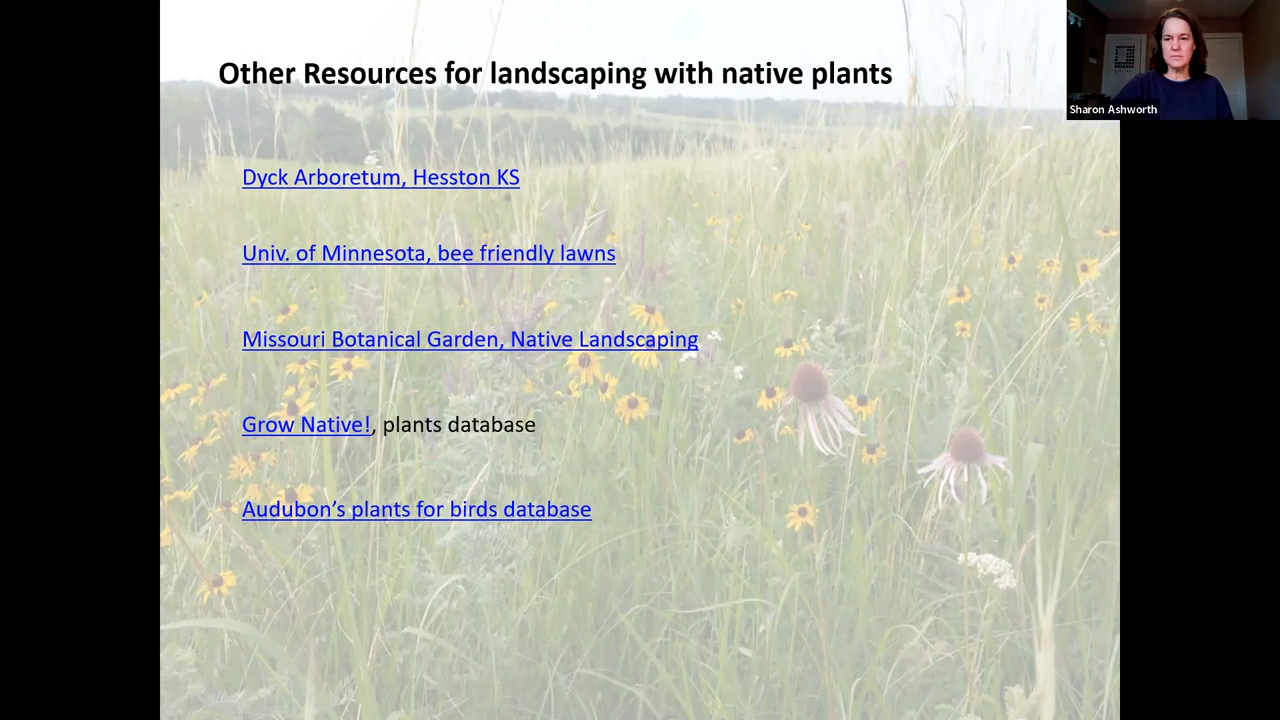 Other Resources for landscaping with native plants
Sharon Ashworth
Dyck Arboretum, Hesston KS
Univ. of Minnesota, bee friendly lawns
Missouri Botanical Garden, Native Landscaping
Grow Native!, plants database
Audubon’s plants for birds database